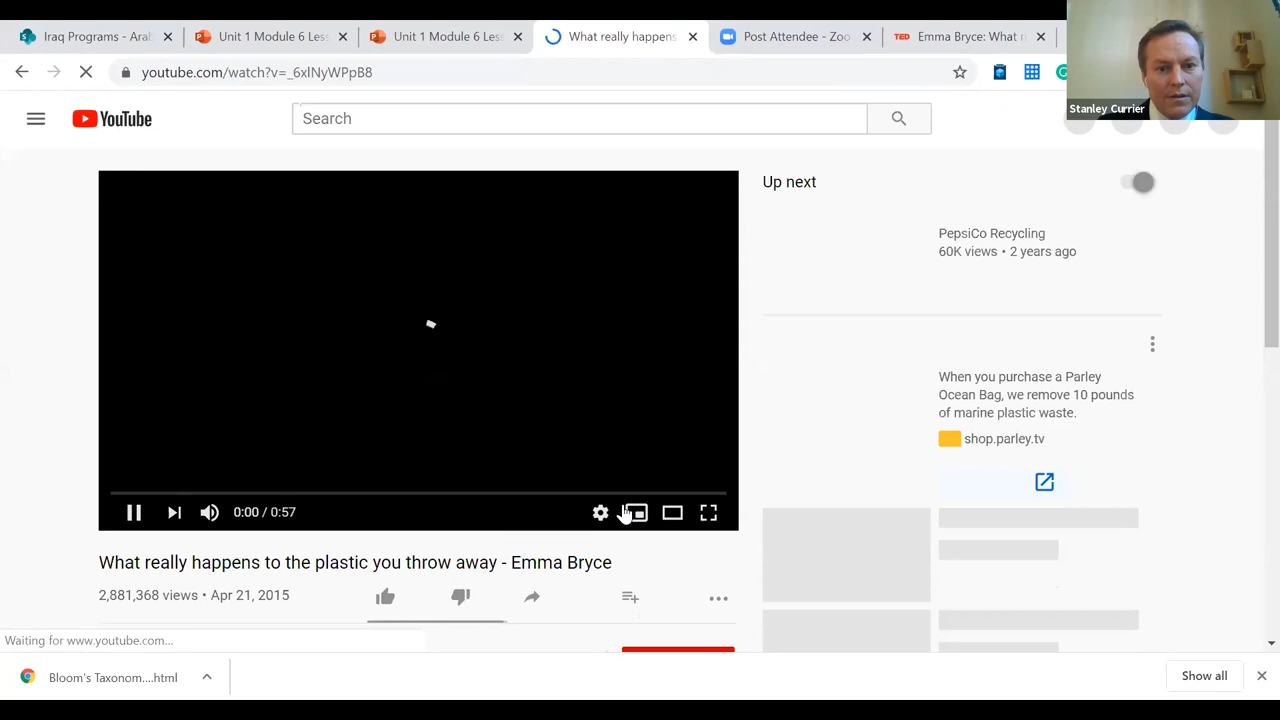 Iraq Programs - Arab
Unit 1 Module 6 Les
Unit 1 Module 6 Les
What really happens
Post Attendee - Zoo
TED
Emma Bryce: What r
youtube.com/watch?v=_6xlNyWPpB8
Stanley Currier
YouTube
Search
Up next
PepsiCo Recycling
60K views • 2 years ago
When you purchase a Parley
Ocean Bag, we remove 10 pounds
of marine plastic waste.
shop.parley.tv
0:00 / 0:57
What really happens to the plastic you throw away - Emma Bryce
2,881,368 views • Apr 21, 2015
Waiting for www.youtube.com...
Bloom's Taxonom....html
Show all